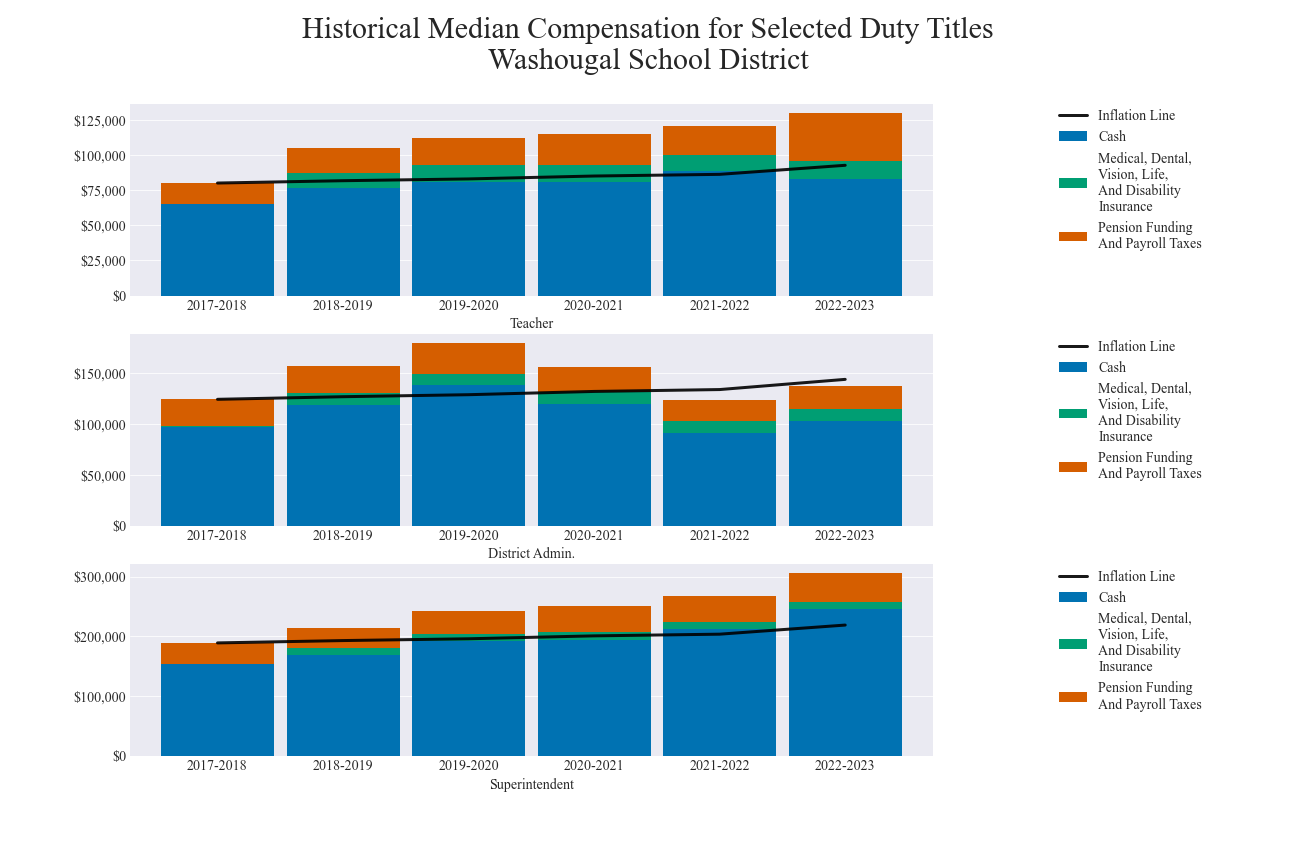 Historical Median Compensation for Selected Duty Titles
Washougal School District
$125,000
$100,000
$75,000
$50,000
$25,000
$0
2017-2018 2018-2019 2019-2020 2020-2021 2021-2022 2022-2023
Teacher
Inflation Line
Cash
Medical, Dental,
Vision, Life,
And Disability
Insurance
Pension Funding
And Payroll Taxes
$150,000
$100,000
$50,000
$0
2017-2018 2018-2019 2019-2020 2020-2021 2021-2022 2022-2023
District Admin.
Inflation Line
Cash
Medical, Dental,
Vision, Life,
And Disability
Insurance
Pension Funding
And Payroll Taxes
$300,000
$200,000
$100,000
$0
2017-2018 2018-2019 2019-2020 2020-2021 2021-2022 2022-2023
Superintendent
Inflation Line
Cash
Medical, Dental,
Vision, Life,
And Disability
Insurance
Pension Funding
And Payroll Taxes